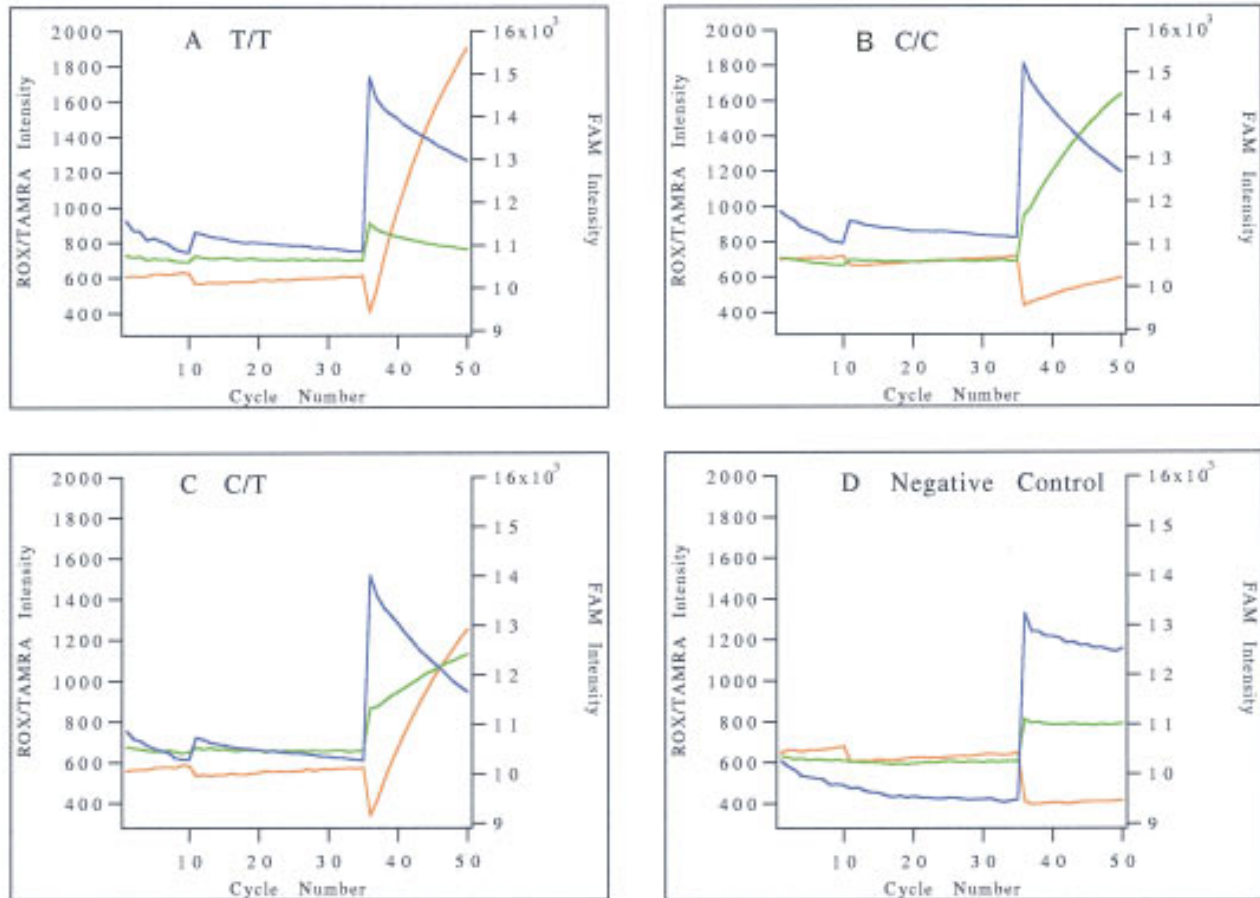 A T/T
2000
1800
1600
1400
1200
1000
800
600
400
ROX/TAMRA Intensity
16x10³
15
14
13
12
11
10
9
FAM Intensity
10 20 30 40 50
Cycle Number
B C/C
2000
1800
1600
1400
1200
1000
800
600
400
ROX/TAMRA Intensity
16x10³
15
14
13
12
11
10
9
FAM Intensity
10 20 30 40 50
Cycle Number
C C/T
2000
1800
1600
1400
1200
1000
800
600
400
ROX/TAMRA Intensity
16x10³
15
14
13
12
11
10
9
FAM Intensity
10 20 30 40 50
Cycle Number
D Negative Control
2000
1800
1600
1400
1200
1000
800
600
400
ROX/TAMRA Intensity
16x10³
15
14
13
12
11
10
9
FAM Intensity
10 20 30 40 50
Cycle Number